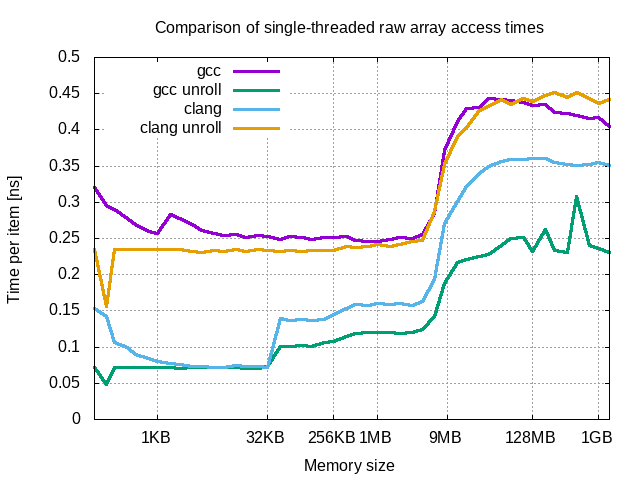 Comparison of single-threaded raw array access times
0.5
0.45
0.4
0.35
0.3
0.25
0.2
0.15
0.1
0.05
0
Time per item [ns]
gcc
gcc unroll
clang
clang unroll
1KB 32KB 256KB 1MB 9MB 128MB 1GB
Memory size